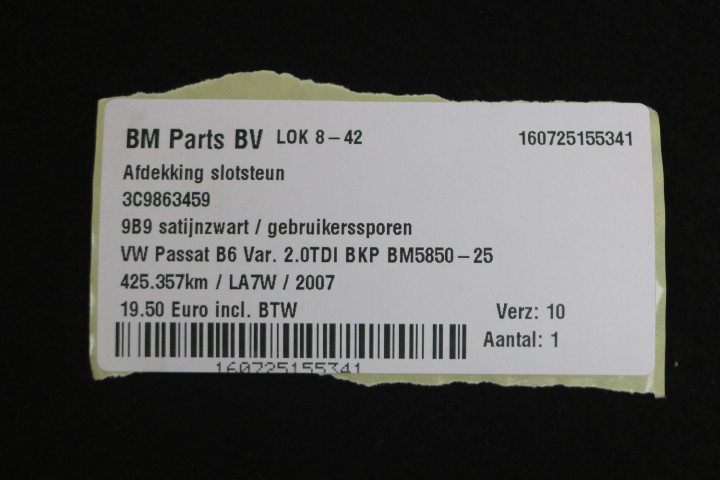 BM Parts BV LOK 8-42 160725155341
Afdekking slotsteun
3C9863459
9B9 satijnzwart / gebruikerssporen
VW Passat B6 Var. 2.0TDI BKP BM5850-25
425.357km / LA7W / 2007
19.50 Euro incl. BTW Verz: 10
Aantal: 1
160725155341